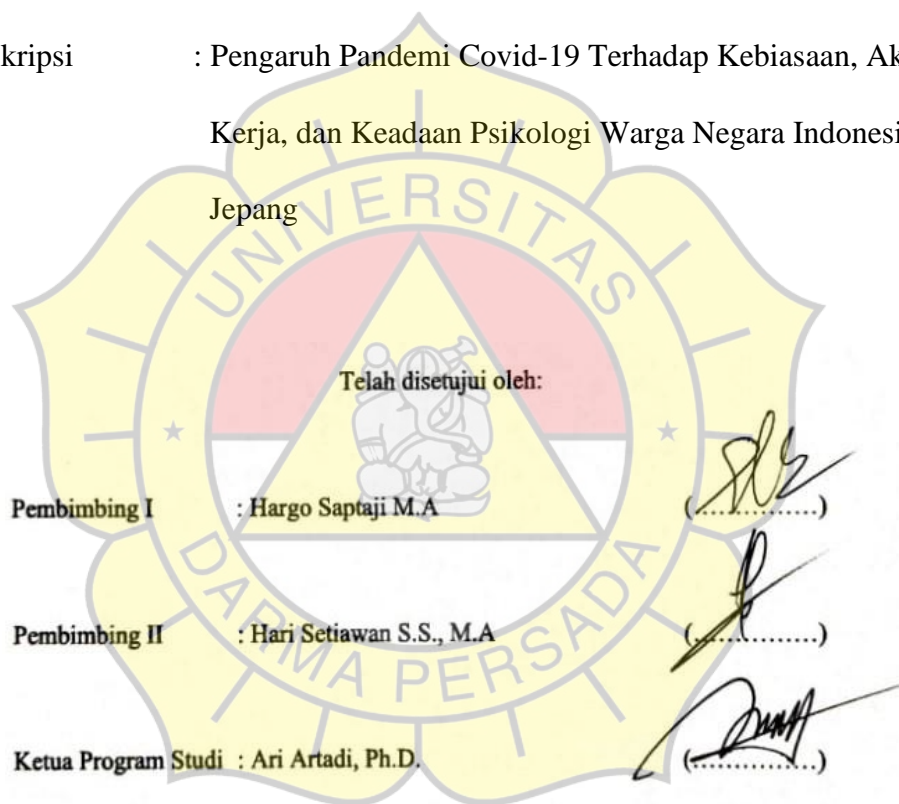 kripsi : Pengaruh Pandemi Covid-19 Terhadap Kebiasaan, Ak
Kerja, dan Keadaan Psikologi Warga Negara Indonesi
Jepang
UNIVERSITAS
Telah disetujui oleh:
Pembimbing I : Hargo Saptaji M.A (..................)
Pembimbing II : Hari Setiawan S.S., M.A (..................)
Ketua Program Studi : Ari Artadi, Ph.D. (..................)
DARMA PERSADA